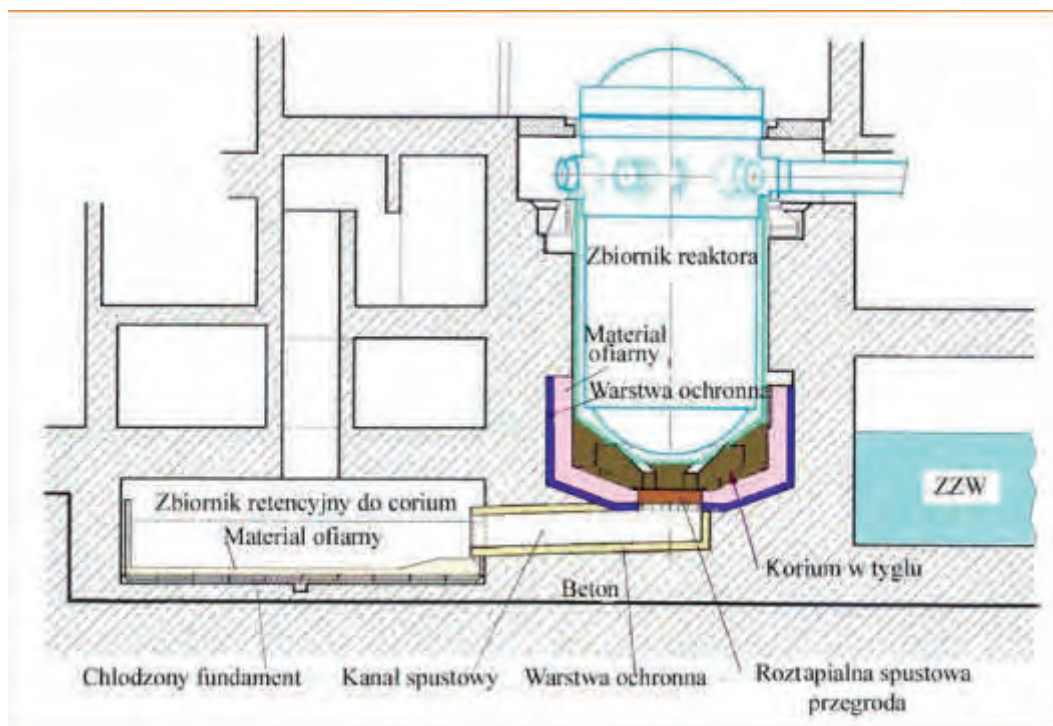 Zbiornik reaktora
Materiał
ofiarny
Warstwa ochronna
ZZW
Zbiornik retencyjny do corium
Materiał ofiarny
Korium w tyglu
Beton
Chłodzony fundament
Kanał spustowy
Warstwa ochronna
Roztapialna spustowa
przegroda